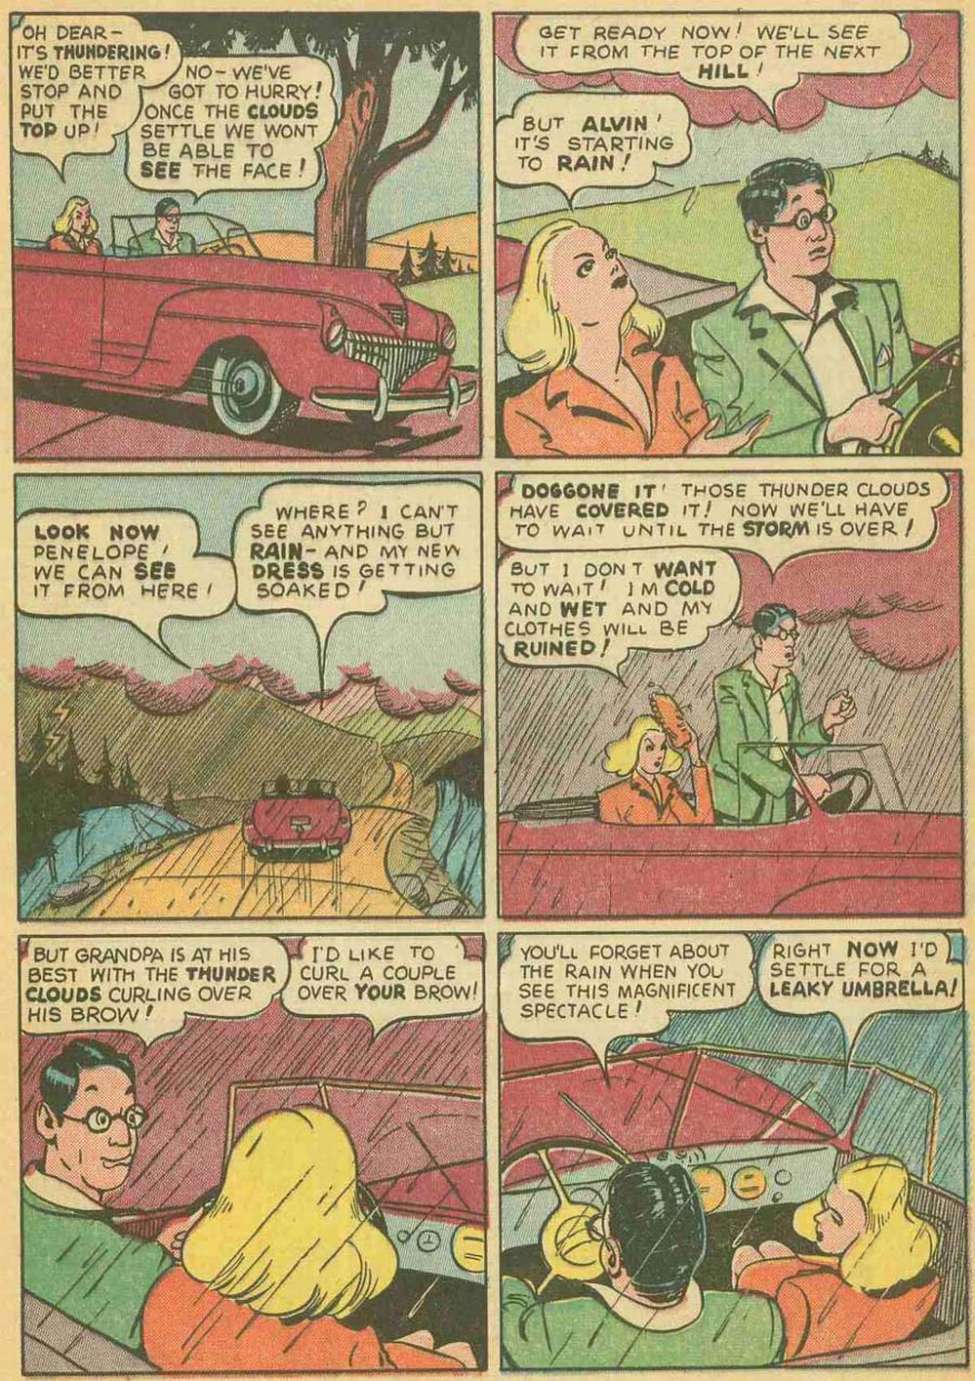 OH DEAR-
IT'S THUNDERING!
WE'D BETTER
STOP AND
PUT THE
TOP UP!
NO-WE'VE
GOT TO HURRY!
ONCE THE CLOUDS
SETTLE WE WONT
BE ABLE TO
SEE THE FACE!
GET READY NOW! WE'LL SEE
IT FROM THE TOP OF THE NEXT
HILL!
BUT ALVIN!
IT'S STARTING
TO RAIN!
LOOK NOW
PENELOPE!
WE CAN SEE
IT FROM HERE!
WHERE? I CAN'T
SEE ANYTHING BUT
RAIN-AND MY NEW
DRESS IS GETTING
SOAKED!
DOGGONE IT! THOSE THUNDER CLOUDS
HAVE COVERED IT! NOW WE'LL HAVE
TO WAIT UNTIL THE STORM IS OVER!
BUT I DON T WANT
TO WAIT! I M COLD
AND WET AND MY
CLOTHES WILL BE
RUINED!
BUT GRANDPA IS AT HIS
BEST WITH THE THUNDER
CLOUDS CURLING OVER
HIS BROW!
I'D LIKE TO
CURL A COUPLE
OVER YOUR BROW!
YOU'LL FORGET ABOUT
THE RAIN WHEN YOU
SEE THIS MAGNIFICENT
SPECTACLE!
RIGHT NOW I'D
SETTLE FOR A
LEAKY UMBRELLA!